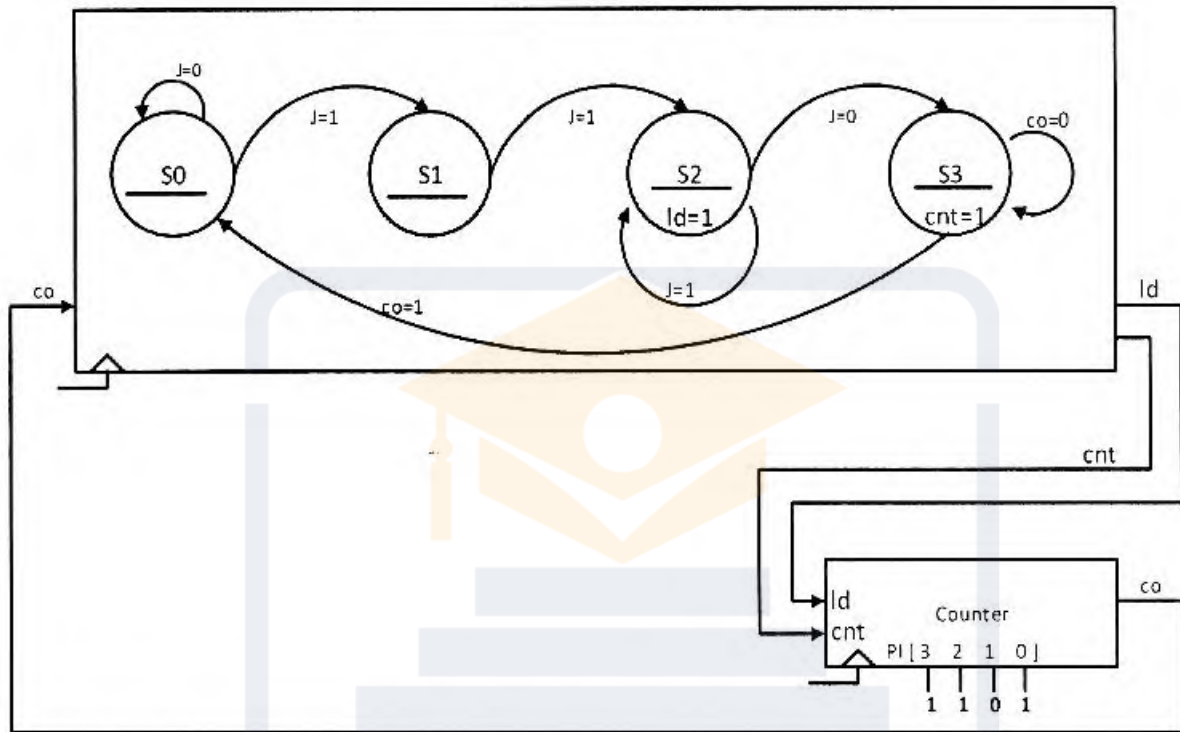 J=0
J=1
J=1
J=0
co=0
S0
S1
S2
S3
ld=1
cnt=1
J=1
co=1
co
ld
cnt
ld
co
Counter
cnt
PI [ 3 2 1 0 ]
1 1 0 1